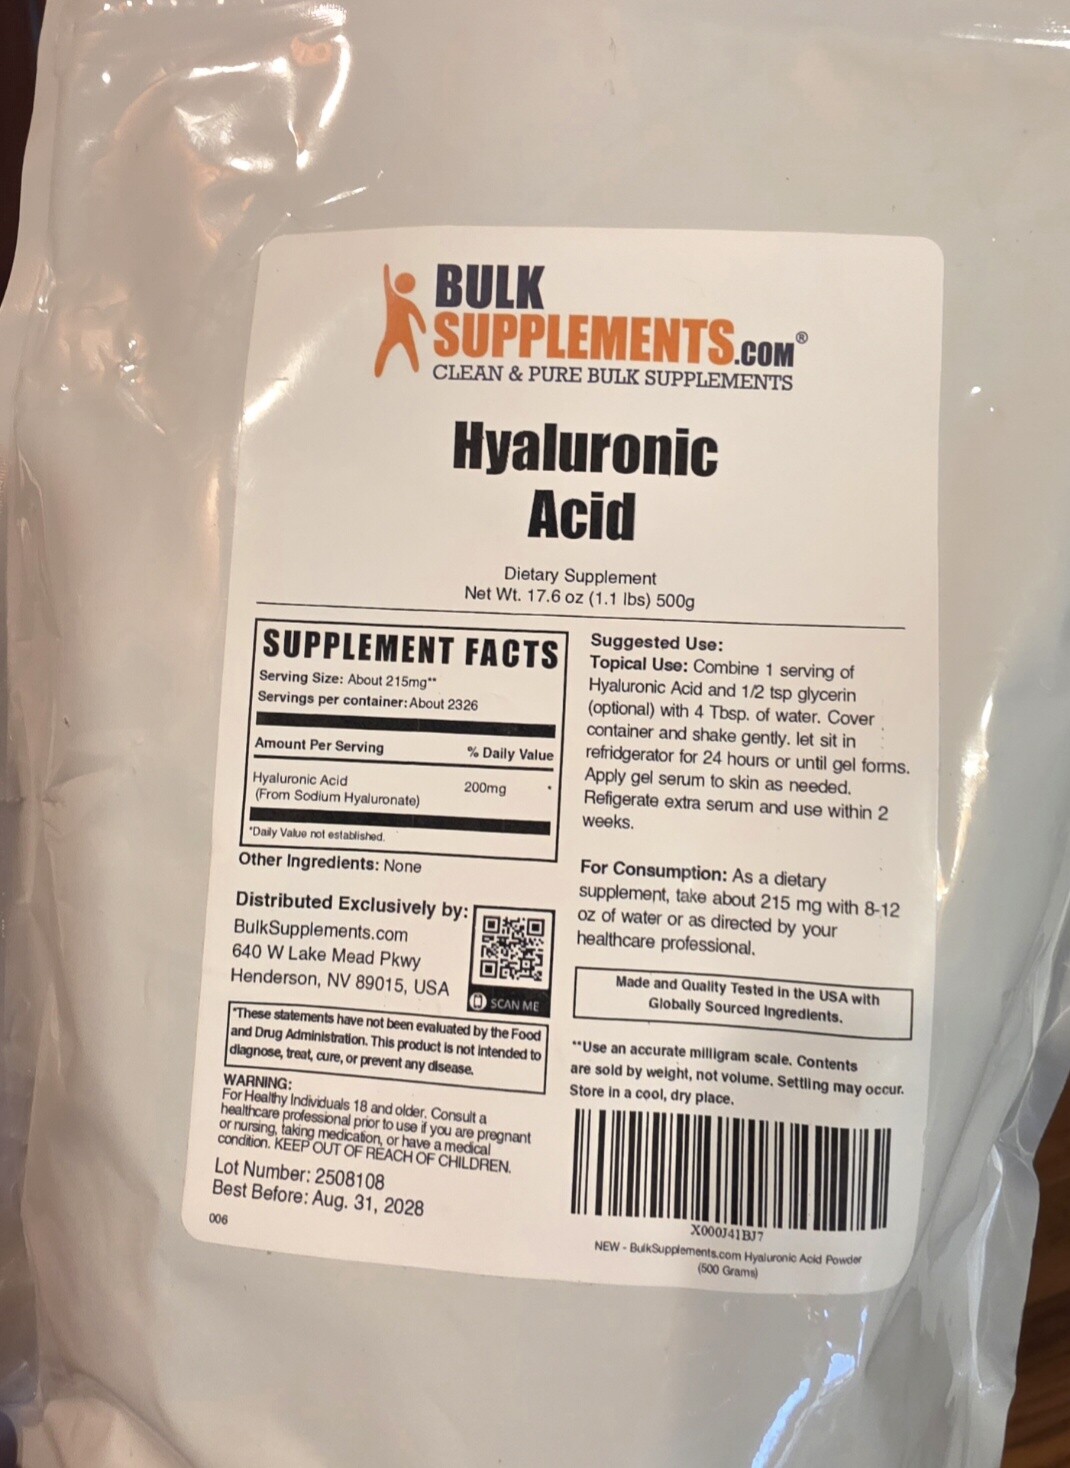 BULK
SUPPLEMENTS.COM®
CLEAN & PURE BULK SUPPLEMENTS
Hyaluronic
Acid
Dietary Supplement
Net Wt. 17.6 oz (1.1 lbs) 500g
SUPPLEMENT FACTS
Serving Size: About 215mg**
Servings per container: About 2326
Amount Per Serving % Daily Value
Hyaluronic Acid 200mg *
(From Sodium Hyaluronate)
*Daily Value not established.
Other Ingredients: None
Distributed Exclusively by:
BulkSupplements.com
640 W Lake Mead Pkwy
Henderson, NV 89015, USA
SCAN ME
*These statements have not been evaluated by the Food
and Drug Administration. This product is not intended to
diagnose, treat, cure, or prevent any disease.
WARNING:
For Healthy Individuals 18 and older. Consult a
healthcare professional prior to use if you are pregnant
or nursing, taking medication, or have a medical
condition. KEEP OUT OF REACH OF CHILDREN.
Lot Number: 2508108
Best Before: Aug. 31, 2028
006
Suggested Use:
Topical Use: Combine 1 serving of
Hyaluronic Acid and 1/2 tsp glycerin
(optional) with 4 Tbsp. of water. Cover
container and shake gently. let sit in
refridgerator for 24 hours or until gel forms.
Apply gel serum to skin as needed.
Refigerate extra serum and use within 2
weeks.
For Consumption: As a dietary
supplement, take about 215 mg with 8-12
oz of water or as directed by your
healthcare professional.
Made and Quality Tested in the USA with
Globally Sourced Ingredients.
**Use an accurate milligram scale. Contents
are sold by weight, not volume. Settling may occur.
Store in a cool, dry place.
X000J41BJ7
NEW - BulkSupplements.com Hyaluronic Acid Powder
(500 Grams)